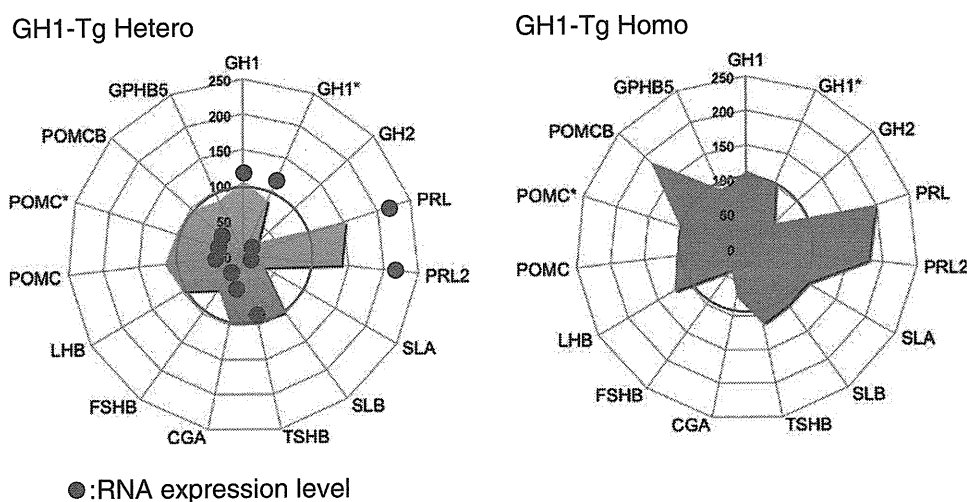 GH1-Tg Hetero
GH1
GH1*
GH2
PRL
PRL2
SLA
SLB
TSHB
CGA
FSHB
LHB
POMC
POMC*
POMCB
GPHB5
250
200
150
100
50
0
●:RNA expression level
GH1-Tg Homo
GH1
GH1*
GH2
PRL
PRL2
SLA
SLB
TSHB
CGA
FSHB
LHB
POMC
POMC*
POMCB
GPHB5
250
200
150
100
50
0